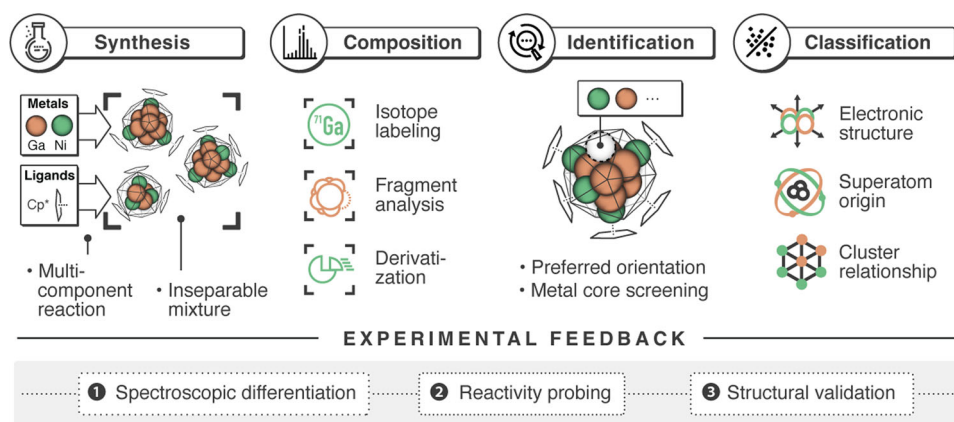 Synthesis
Composition
Identification
Classification
Metals
Ga Ni
Ligands
Cp*
• Multi-
component
reaction
• Inseparable
mixture
71Ga
Isotope
labeling
Fragment
analysis
Derivati-
zation
...
• Preferred orientation
• Metal core screening
Electronic
structure
Superatom
origin
Cluster
relationship
EXPERIMENTAL FEEDBACK
❶ Spectroscopic differentiation
❷ Reactivity probing
❸ Structural validation